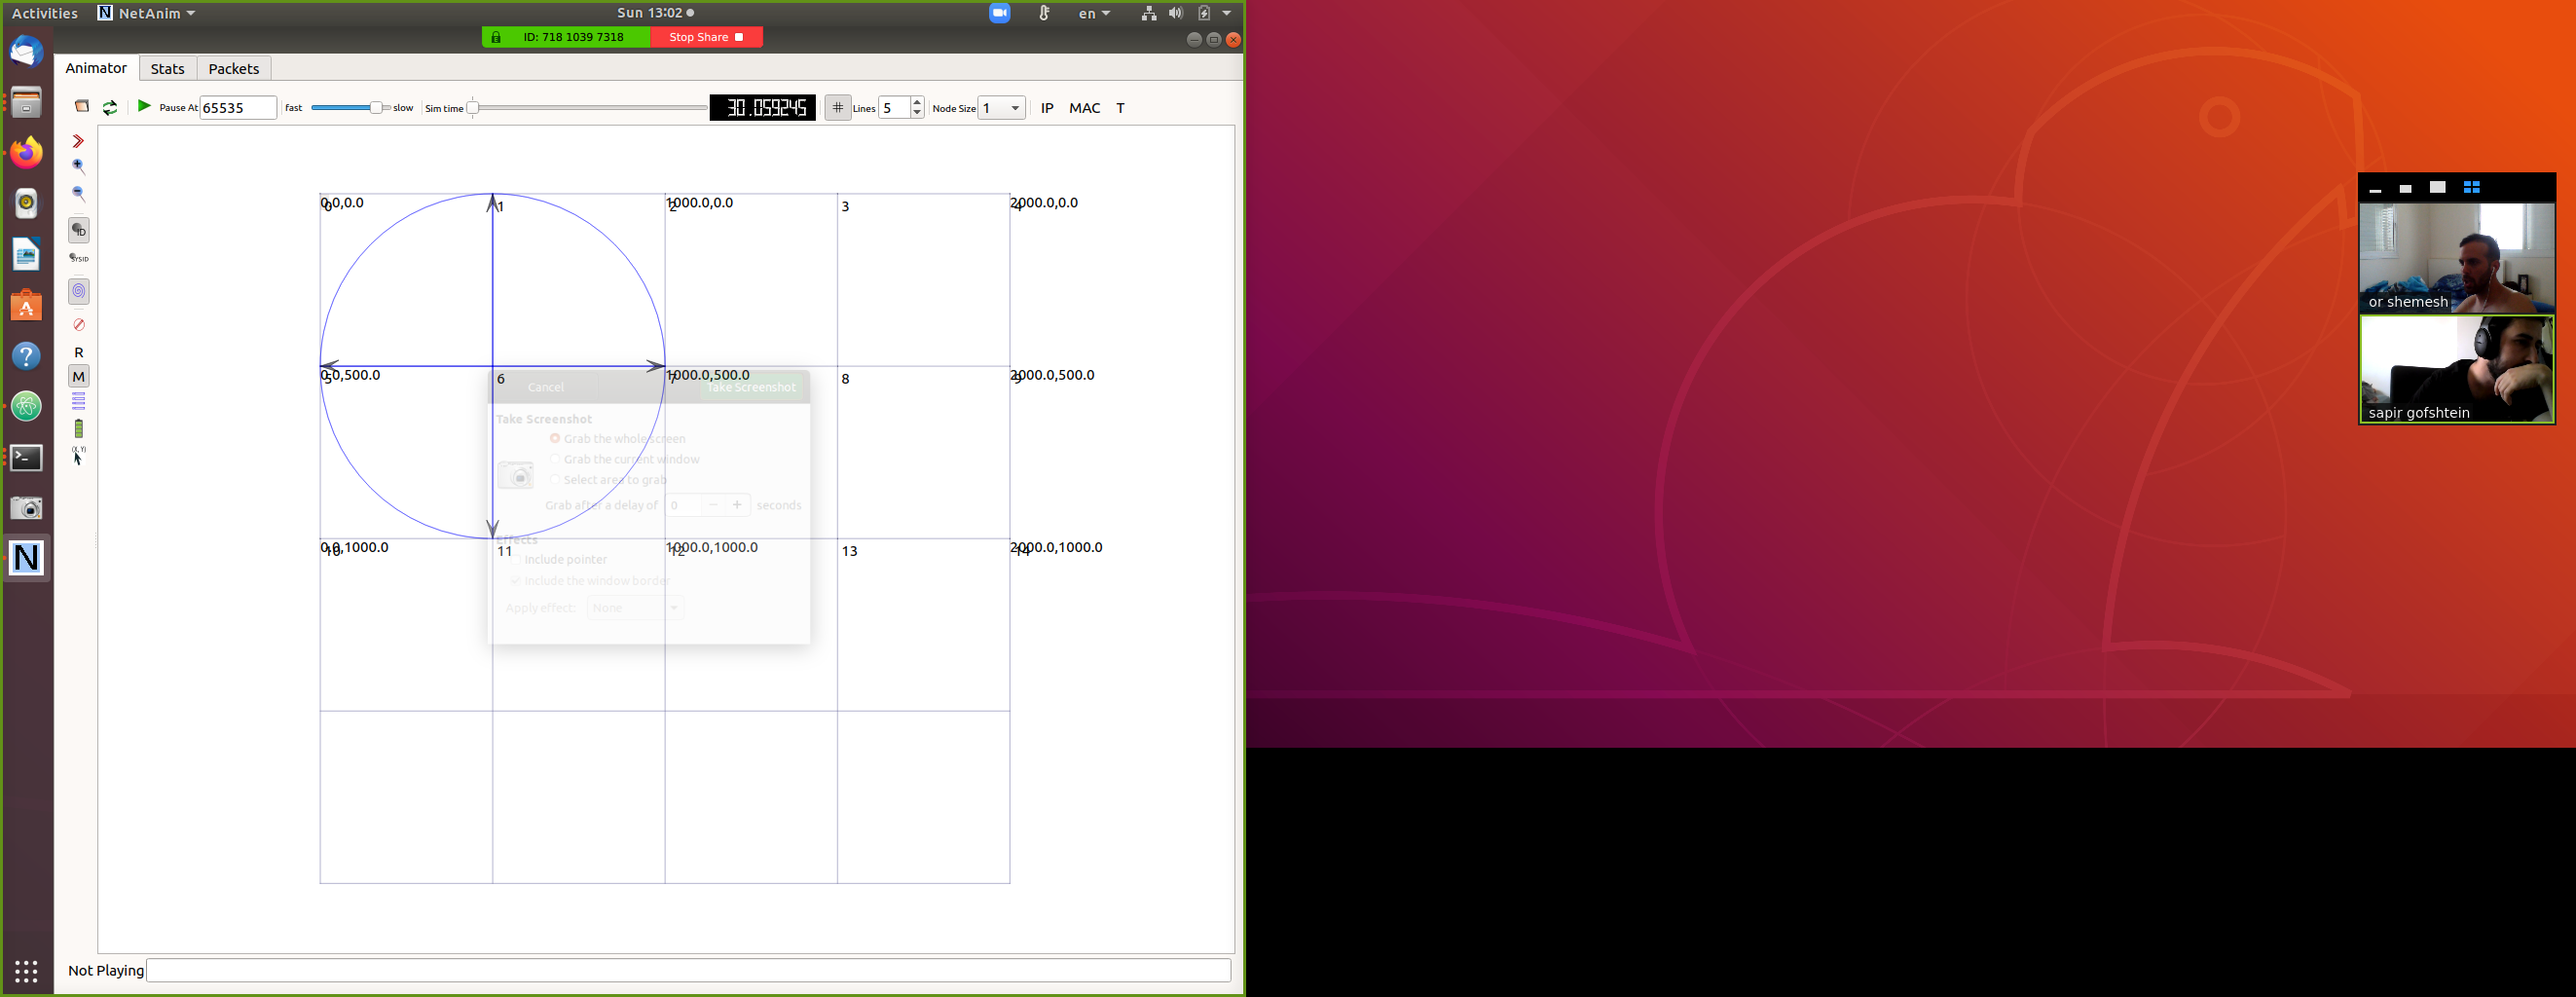 Activities NetAnim Sun 13:02 en
ID: 718 1039 7318 Stop Share
Animator Stats Packets
Pause At 65535 fast slow Sim time 30.059245 # Lines 5 Node Size 1 IP MAC T
ID
SYSID
R
M
(X, Y)
0 0.0,0.0 1 2 1000.0,0.0 3 4 2000.0,0.0
5 0.0,500.0 6 7 1000.0,500.0 8 9 2000.0,500.0
10 0.0,1000.0 11 12 1000.0,1000.0 13 14 2000.0,1000.0
Cancel Take Screenshot
Take Screenshot
Grab the whole screen
Grab the current window
Select area to grab
Grab after a delay of 0 − + seconds
Effects
Include pointer
Include the window border
Apply effect: None
Not Playing
or shemesh
sapir gofshtein